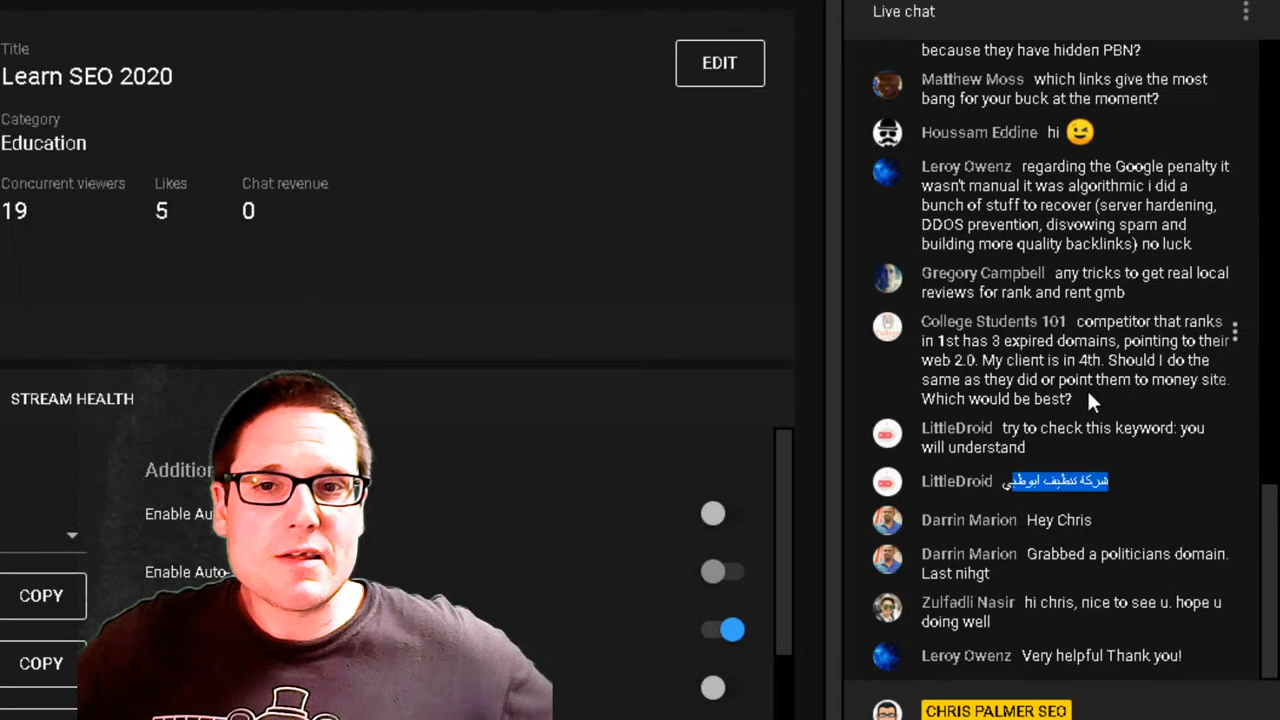 Title
Learn SEO 2020
EDIT
Category
Education
Concurrent viewers
Likes
Chat revenue
19
5
0
STREAM HEALTH
Addition
Enable Au
Enable Auto-
COPY
COPY
Live chat
because they have hidden PBN?
Matthew Moss which links give the most
bang for your buck at the moment?
Houssam Eddine hi 😉
Leroy Owenz regarding the Google penalty it
wasn't manual it was algorithmic i did a
bunch of stuff to recover (server hardening,
DDOS prevention, disvowing spam and
building more quality backlinks) no luck
Gregory Campbell any tricks to get real local
reviews for rank and rent gmb
College Students 101 competitor that ranks
in 1st has 3 expired domains, pointing to their
web 2.0. My client is in 4th. Should I do the
same as they did or point them to money site.
Which would be best?
LittleDroid try to check this keyword: you
will understand
LittleDroid شركة تنظيف ابوظبي
Darrin Marion Hey Chris
Darrin Marion Grabbed a politicians domain.
Last nihgt
Zulfadli Nasir hi chris, nice to see u. hope u
doing well
Leroy Owenz Very helpful Thank you!
CHRIS PALMER SEO